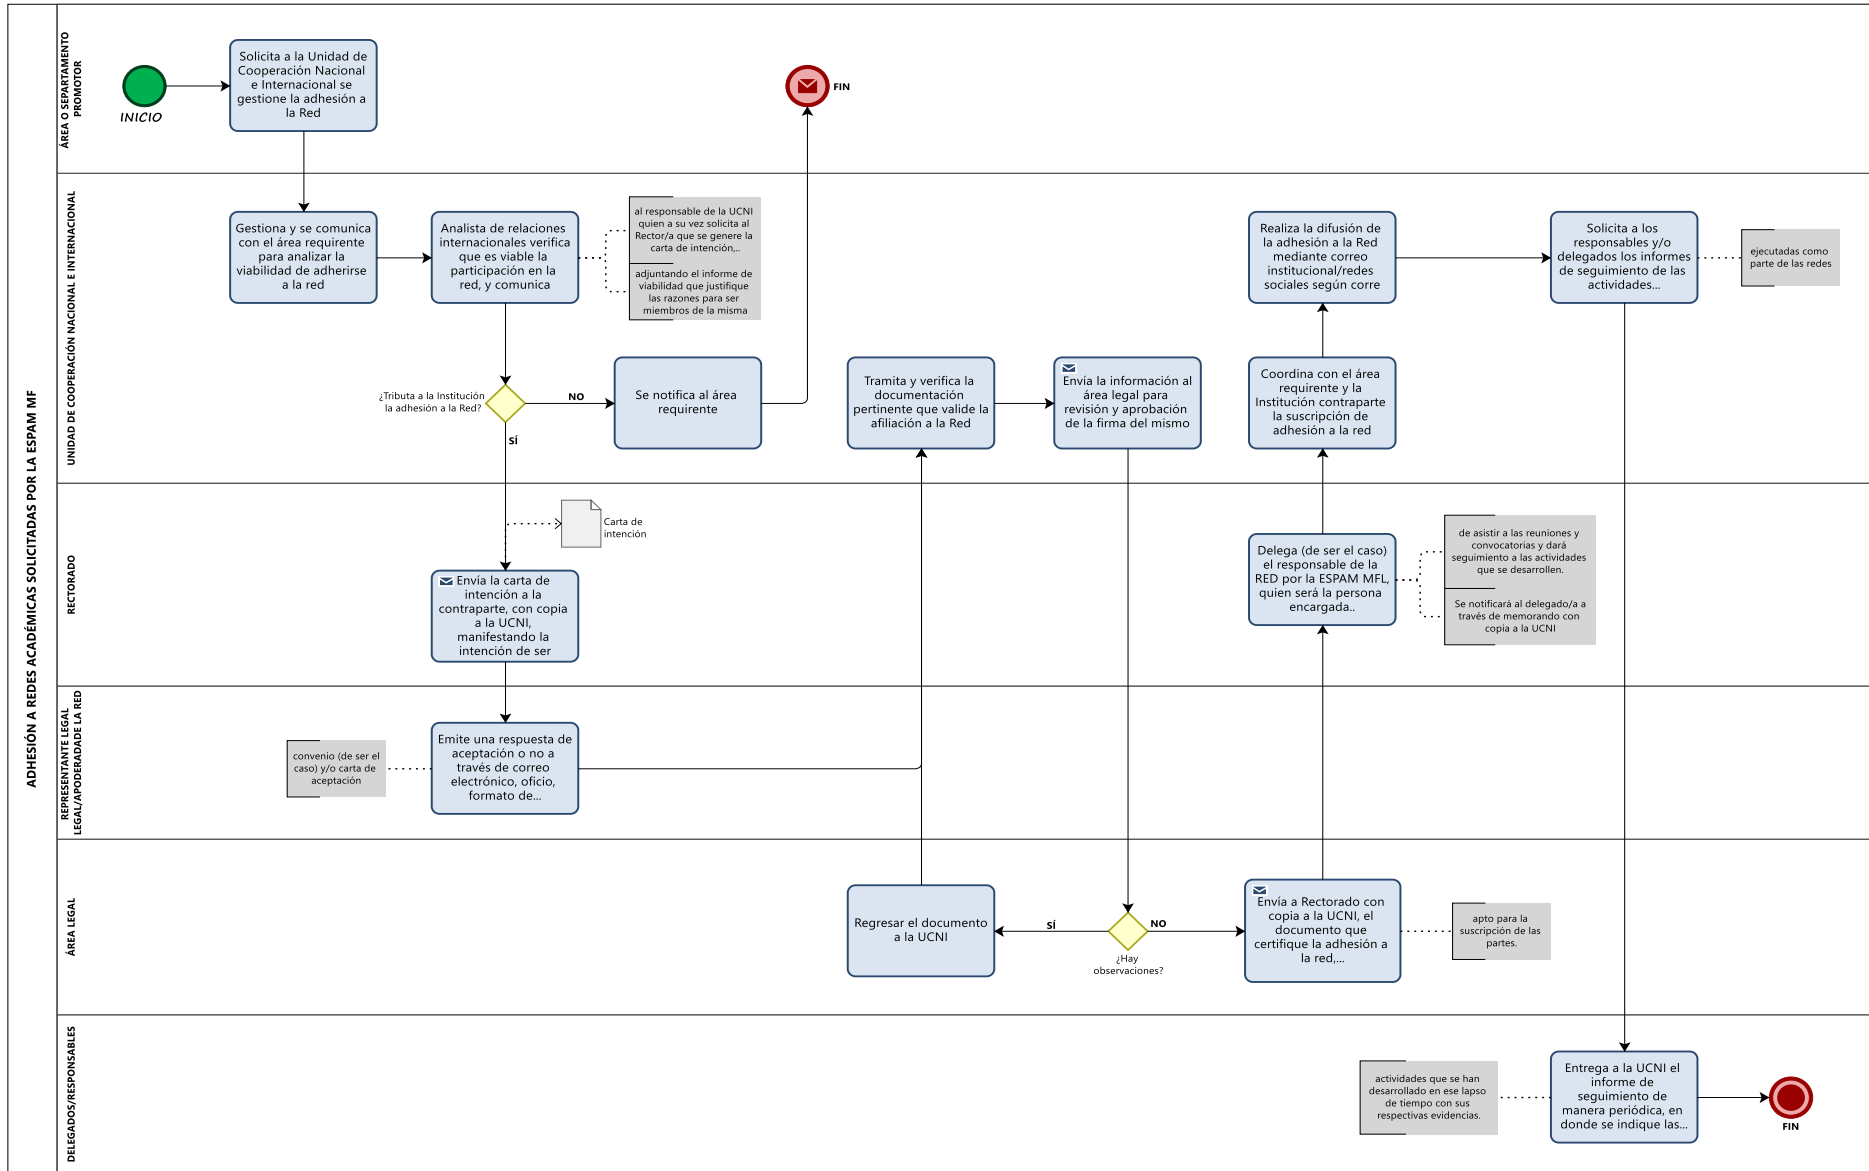 ADHESIÓN A REDES ACADÉMICAS SOLICITADAS POR LA ESPAM MF
ÁREA O SEPARTAMENTO
PROMOTOR
INICIO
Solicita a la Unidad de
Cooperación Nacional
e Internacional se
gestione la adhesión a
la Red
FIN
UNIDAD DE COOPERACIÓN NACIONAL E INTERNACIONAL
Gestiona y se comunica
con el área requirente
para analizar la
viabilidad de adherirse
a la red
Analista de relaciones
internacionales verifica
que es viable la
participación en la
red, y comunica
al responsable de la UCNI
quien a su vez solicita al
Rector/a que se genere la
carta de intención,..
adjuntando el informe de
viabilidad que justifique
las razones para ser
miembros de la misma
¿Tributa a la Institución
la adhesión a la Red?
NO
SÍ
Se notifica al área
requirente
Tramita y verifica la
documentación
pertinente que valide la
afiliación a la Red
Envía la información al
área legal para
revisión y aprobación
de la firma del mismo
Realiza la difusión de
la adhesión a la Red
mediante correo
institucional/redes
sociales según corre
Coordina con el área
requirente y la
Institución contraparte
la suscripción de
adhesión a la red
Solicita a los
responsables y/o
delegados los informes
de seguimiento de las
actividades...
ejecutadas como
parte de las redes
RECTORADO
Carta de
intención
Envía la carta de
intención a la
contraparte, con copia
a la UCNI,
manifestando la
intención de ser
Delega (de ser el caso)
el responsable de la
RED por la ESPAM MFL,
quien será la persona
encargada..
de asistir a las reuniones y
convocatorias y dará
seguimiento a las actividades
que se desarrollen.
Se notificará al delegado/a a
través de memorando con
copia a la UCNI
REPRESENTANTE LEGAL
LEGAL/APODERADADE LA RED
convenio (de ser el
caso) y/o carta de
aceptación
Emite una respuesta de
aceptación o no a
través de correo
electrónico, oficio,
formato de...
ÁREA LEGAL
Regresar el documento
a la UCNI
SÍ
NO
¿Hay
observaciones?
Envía a Rectorado con
copia a la UCNI, el
documento que
certifique la adhesión a
la red,...
apto para la
suscripción de las
partes.
DELEGADOS/RESPONSABLES
actividades que se han
desarrollado en ese lapso
de tiempo con sus
respectivas evidencias.
Entrega a la UCNI el
informe de
seguimiento de
manera periódica, en
donde se indique las...
FIN